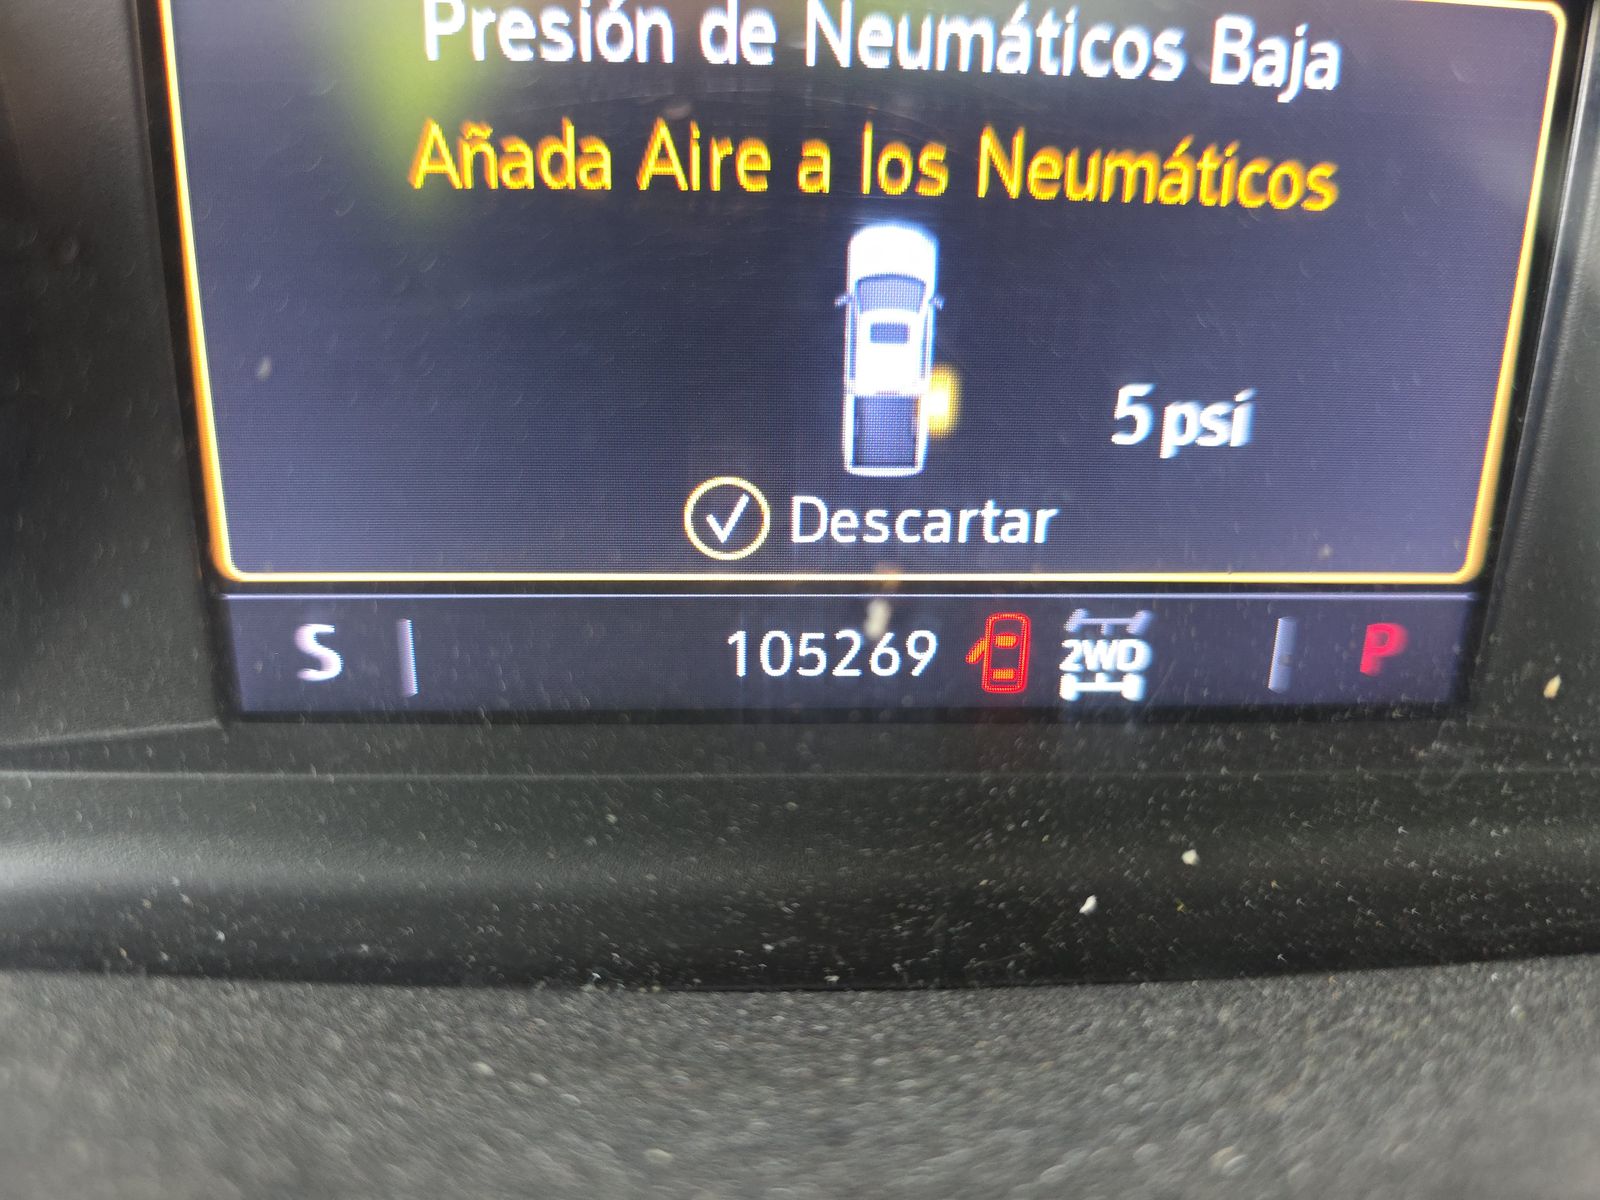 Presión de Neumáticos Baja
Añada Aire a los Neumáticos
5 psi
Descartar
S 105269 2WD P